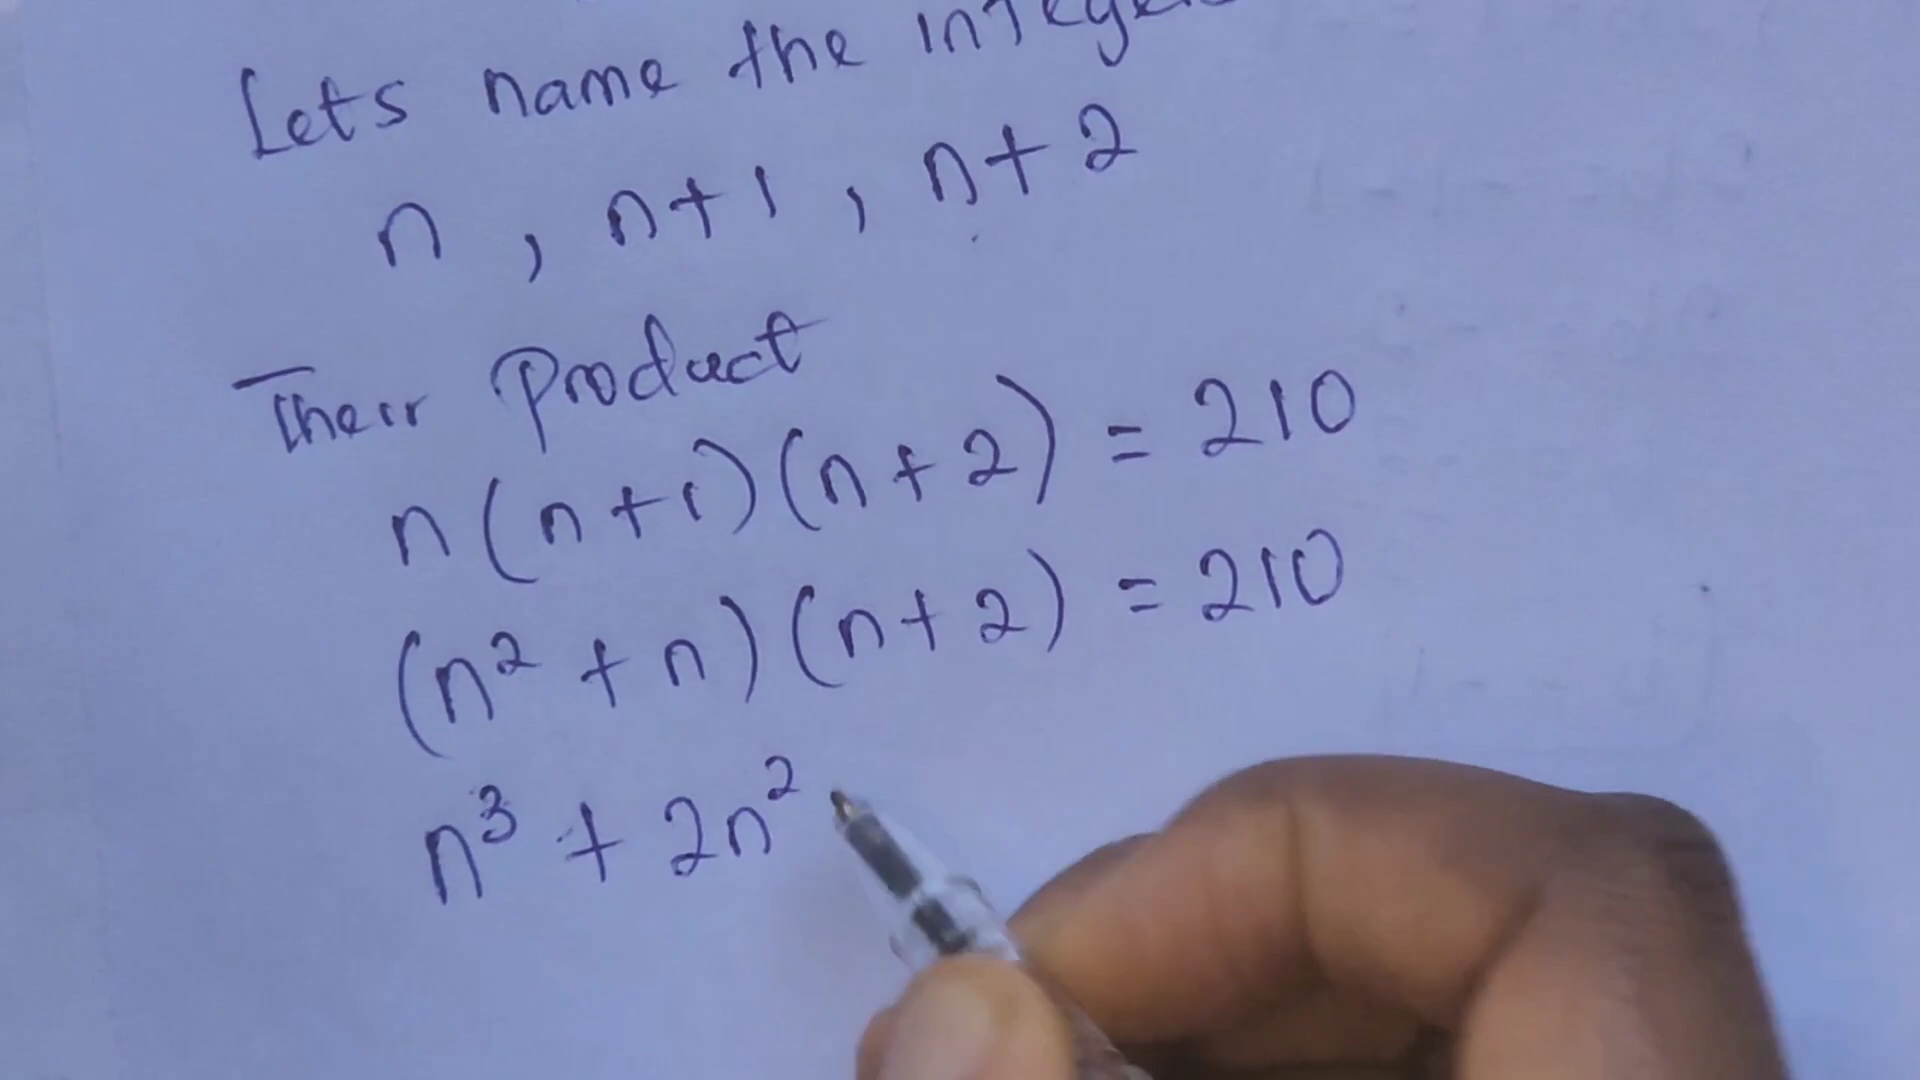 Lets name the
n , n+1 , n+2
Their Product
n(n+1)(n+2) = 210
(n² + n)(n+2) = 210
n³ + 2n²